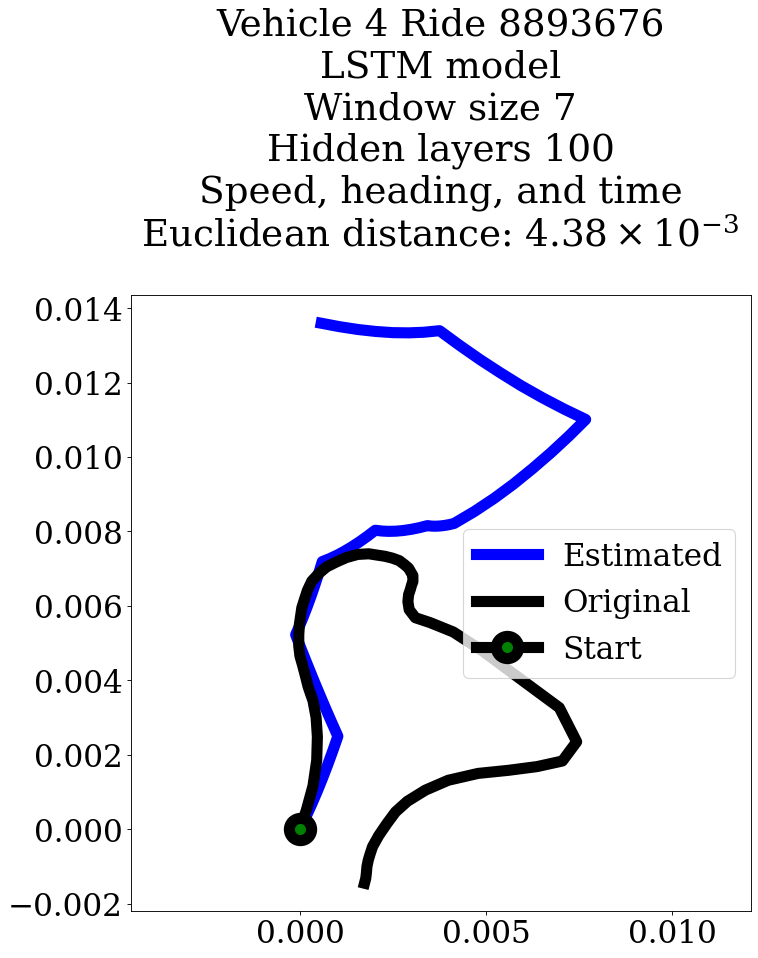 Vehicle 4 Ride 8893676
LSTM model
Window size 7
Hidden layers 100
Speed, heading, and time
Euclidean distance: 4.38 × 10⁻³
0.014
0.012
0.010
0.008
0.006
0.004
0.002
0.000
−0.002
Estimated
Original
Start
0.000 0.005 0.010